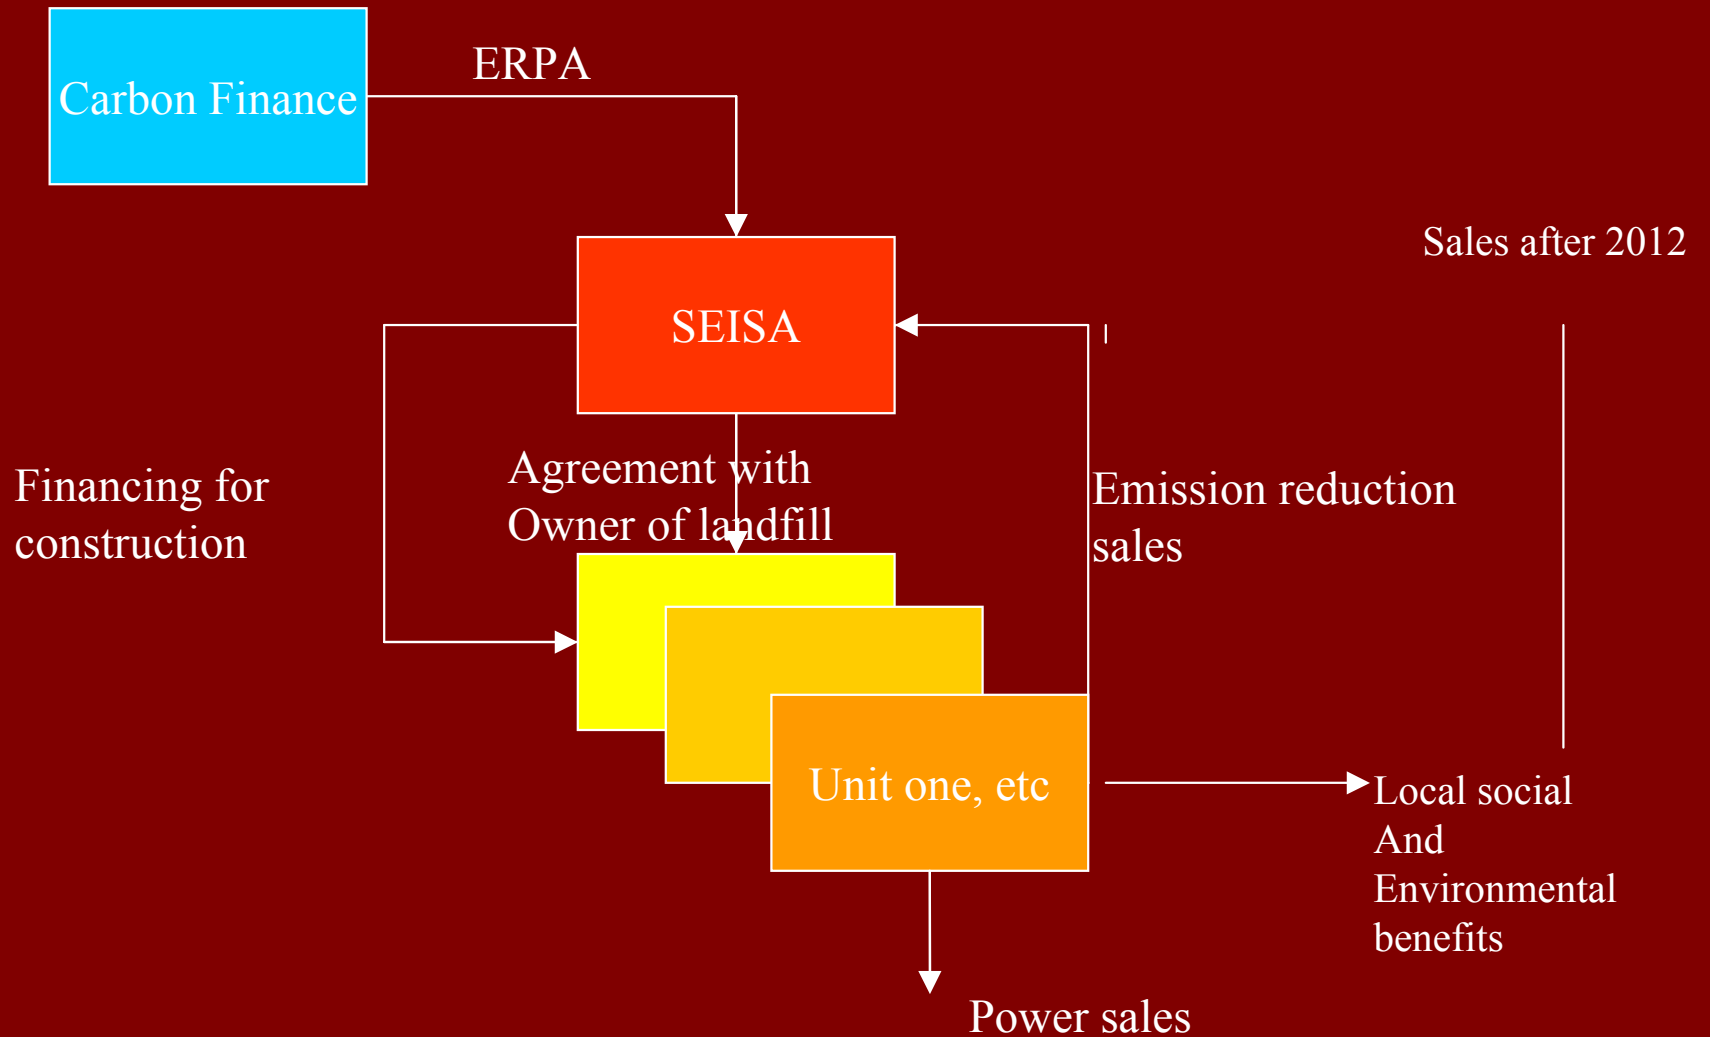 ERPA
Carbon Finance
Sales after 2012
SEISA
Agreement with
Owner of landfill
Financing for
construction
Emission reduction
sales
Unit one, etc
Local social
And
Environmental
benefits
Power sales